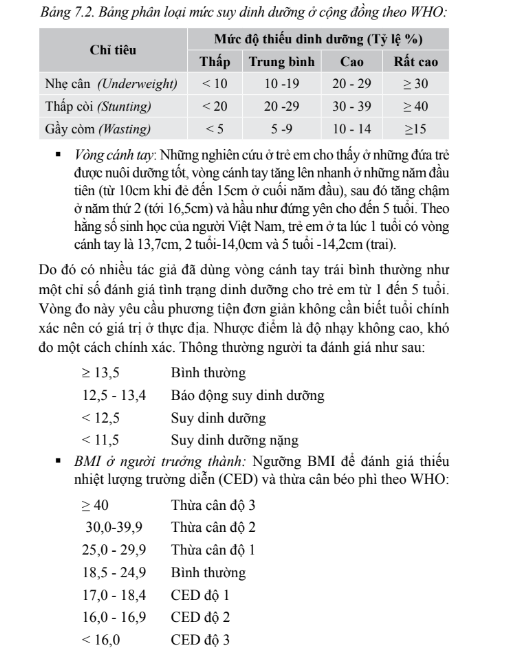 Bảng 7.2. Bảng phân loại mức suy dinh dưỡng ở cộng đồng theo WHO:
Chỉ tiêu Mức độ thiếu dinh dưỡng (Tỷ lệ %)
Thấp Trung bình Cao Rất cao
Nhẹ cân (Underweight) < 10 10 -19 20 - 29 ≥ 30
Thấp còi (Stunting) < 20 20 -29 30 - 39 ≥ 40
Gầy còm (Wasting) < 5 5 -9 10 - 14 ≥15
▪ Vòng cánh tay: Những nghiên cứu ở trẻ em cho thấy ở những đứa trẻ
được nuôi dưỡng tốt, vòng cánh tay tăng lên nhanh ở những năm đầu
tiên (từ 10cm khi đẻ đến 15cm ở cuối năm đầu), sau đó tăng chậm
ở năm thứ 2 (tới 16,5cm) và hầu như đứng yên cho đến 5 tuổi. Theo
hằng số sinh học của người Việt Nam, trẻ em ở ta lúc 1 tuổi có vòng
cánh tay là 13,7cm, 2 tuổi-14,0cm và 5 tuổi -14,2cm (trai).
Do đó có nhiều tác giả đã dùng vòng cánh tay trái bình thường như
một chỉ số đánh giá tình trạng dinh dưỡng cho trẻ em từ 1 đến 5 tuổi.
Vòng đo này yêu cầu phương tiện đơn giản không cần biết tuổi chính
xác nên có giá trị ở thực địa. Nhược điểm là độ nhạy không cao, khó
đo một cách chính xác. Thông thường người ta đánh giá như sau:
≥ 13,5 Bình thường
12,5 - 13,4 Báo động suy dinh dưỡng
< 12,5 Suy dinh dưỡng
< 11,5 Suy dinh dưỡng nặng
▪ BMI ở người trưởng thành: Ngưỡng BMI để đánh giá thiếu
nhiệt lượng trường diễn (CED) và thừa cân béo phì theo WHO:
≥ 40 Thừa cân độ 3
30,0-39,9 Thừa cân độ 2
25,0 - 29,9 Thừa cân độ 1
18,5 - 24,9 Bình thường
17,0 - 18,4 CED độ 1
16,0 - 16,9 CED độ 2
< 16,0 CED độ 3